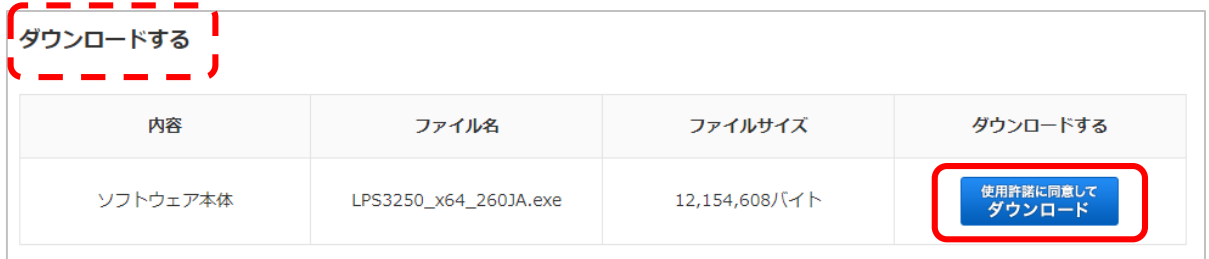 ダウンロードする
内容 ファイル名 ファイルサイズ ダウンロードする
ソフトウェア本体 LPS3250_x64_260JA.exe 12,154,608バイト 使用許諾に同意して
ダウンロード